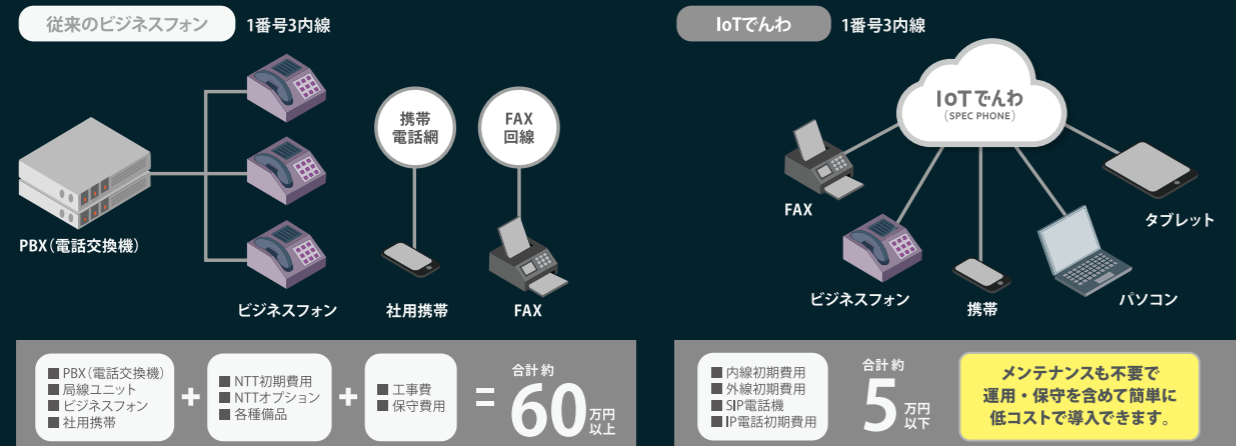 従来のビジネスフォン
1番号3内線
PBX(電話交換機)
ビジネスフォン
携帯
電話網
社用携帯
FAX
回線
FAX
■PBX(電話交換機)
■局線ユニット
■ビジネスフォン
■社用携帯
+
■NTT初期費用
■NTTオプション
■各種備品
+
■工事費
■保守費用
=
合計 約
60万円
以上
IoTでんわ
1番号3内線
IoTでんわ
(SPEC PHONE)
FAX
ビジネスフォン
携帯
パソコン
タブレット
■内線初期費用
■外線初期費用
■SIP電話機
■IP電話初期費用
合計 約
5万円
以下
メンテナンスも不要で
運用・保守を含めて簡単に
低コストで導入できます。